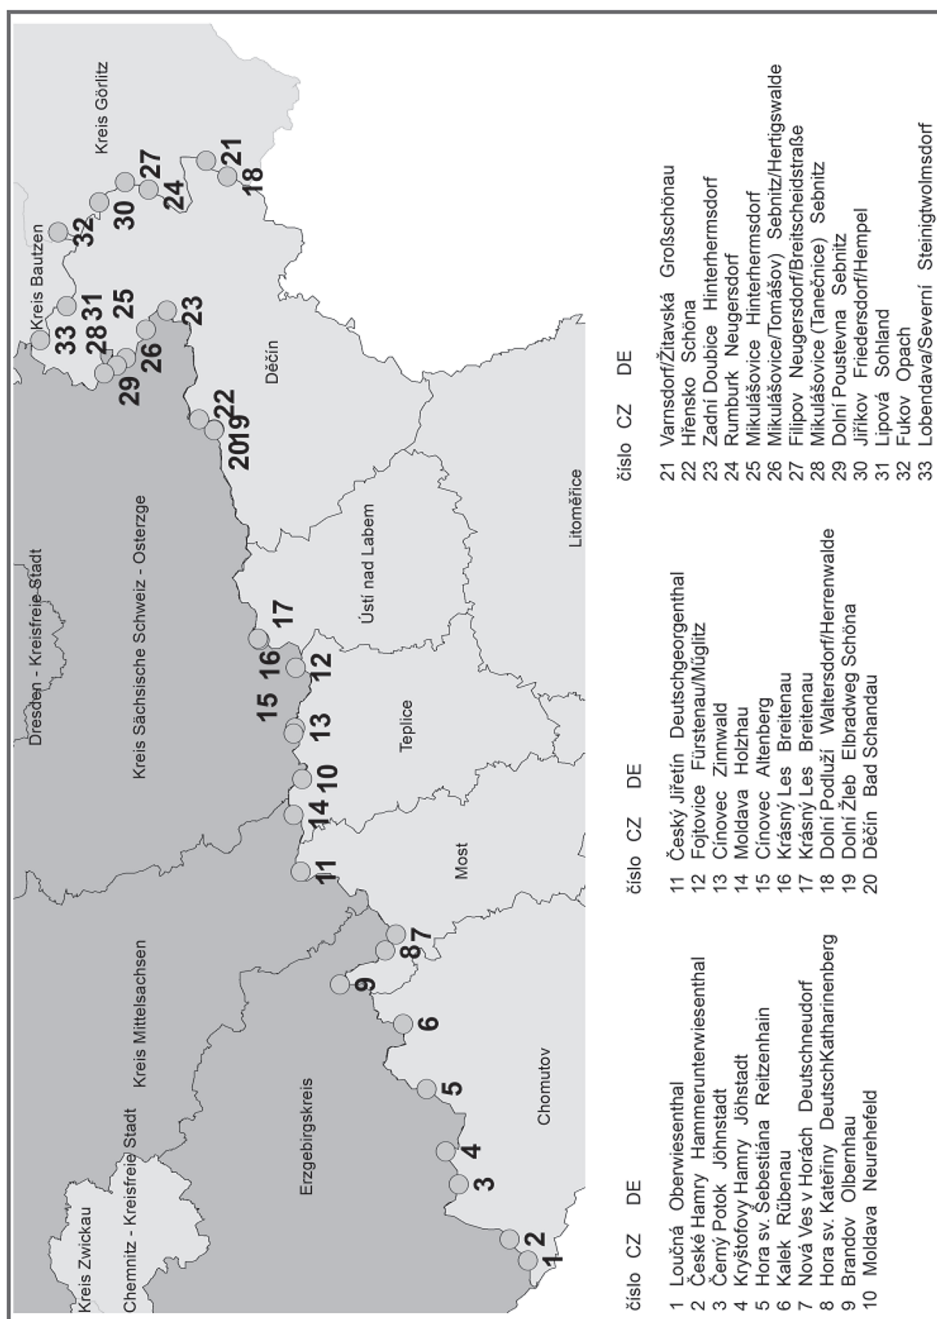 Kreis Zwickau
Chemnitz - Kreisfreie Stadt
Kreis Mittelsachsen
Dresden - Kreisfreie Stadt
Kreis Sächsische Schweiz - Osterzge
Kreis Bautzen
Kreis Görlitz
Erzgebirgskreis
Chomutov
Most
Teplice
Ústí nad Labem
Litoměřice
Děčín
1
2
3
4
5
6
9
8
7
11
14
10
13
12
15
16
17
20
19
22
29
26
28
25
33
31
23
32
30
27
24
18
21
číslo CZ DE
1 Loučná Oberwiesenthal
2 České Hamry Hammerunterwiesenthal
3 Černý Potok Jöhnstadt
4 Kryštofovy Hamry Jöhstadt
5 Hora sv. Šebestiána Reitzenhain
6 Kalek Rübenau
7 Nová Ves v Horách Deutschneudorf
8 Hora sv. Kateřiny DeutschKatharinenberg
9 Brandov Olbernhau
10 Moldava Neurehefeld
číslo CZ DE
11 Český Jiřetín Deutschgeorgenthal
12 Fojtovice Fürstenau/Müglitz
13 Cínovec Zinnwald
14 Moldava Holzhau
15 Cínovec Altenberg
16 Krásný Les Breitenau
17 Krásný Les Breitenau
18 Dolní Podluží Waltersdorf/Herrenwalde
19 Dolní Žleb Elbradweg Schöna
20 Děčín Bad Schandau
číslo CZ DE
21 Varnsdorf/Žitavská Großschönau
22 Hřensko Schöna
23 Zadní Doubice Hinterhermsdorf
24 Rumburk Neugersdorf
25 Mikulášovice Hinterhermsdorf
26 Mikulášovice/Tomášov) Sebnitz/Hertigswalde
27 Filipov Neugersdorf/Breitscheidstraße
28 Mikulášovice (Tanečnice) Sebnitz
29 Dolní Poustevna Sebnitz
30 Jiříkov Friedersdorf/Hempel
31 Lipová Sohland
32 Fukov Opach
33 Lobendava/Severní Steinigtwolmsdorf